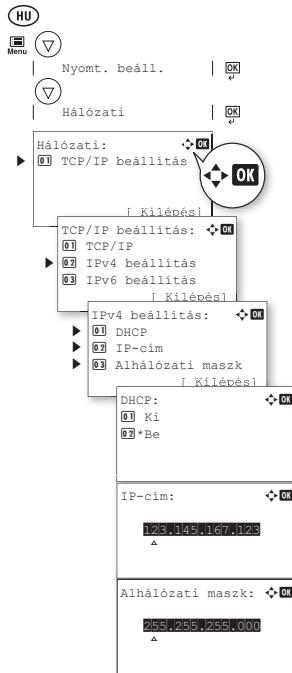 HU
Menu
Nyomt. beáll. OK
Hálózati OK
Hálózati: OK
01 TCP/IP beállítás
OK
[ Kilépés]
TCP/IP beállítás: OK
01 TCP/IP
02 IPv4 beállítás
03 IPv6 beállítás
[ Kilépés]
IPv4 beállítás: OK
01 DHCP
02 IP-cím
03 Alhálózati maszk
[ Kilépés]
DHCP: OK
01 Ki
02 *Be
IP-cím: OK
123.145.167.123
Alhálózati maszk: OK
255.255.255.000